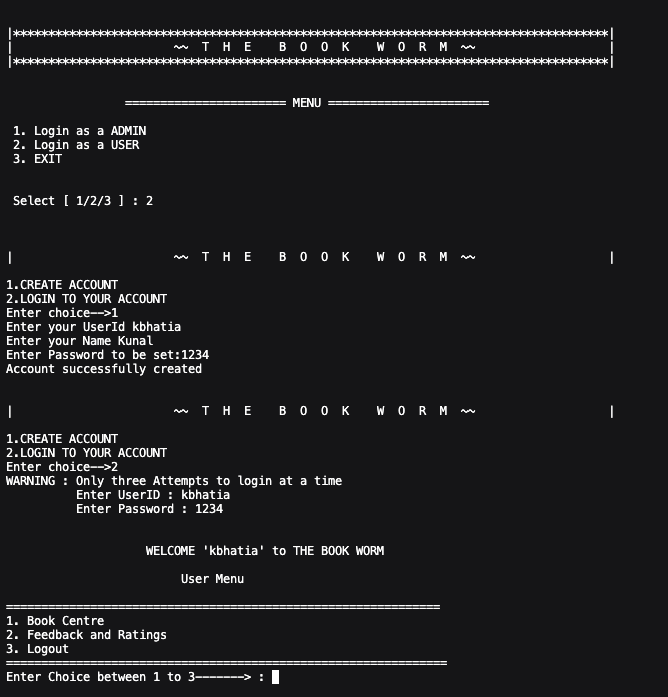 |*************************************************************************************|
|                       ~~  T  H  E    B  O  O  K    W  O  R  M  ~~                   |
|*************************************************************************************|
======================= MENU =======================
1. Login as a ADMIN
2. Login as a USER
3. EXIT
Select [ 1/2/3 ] : 2
|                       ~~  T  H  E    B  O  O  K    W  O  R  M  ~~                   |
1.CREATE ACCOUNT
2.LOGIN TO YOUR ACCOUNT
Enter choice-->1
Enter your UserId kbhatia
Enter your Name Kunal
Enter Password to be set:1234
Account successfully created
|                       ~~  T  H  E    B  O  O  K    W  O  R  M  ~~                   |
1.CREATE ACCOUNT
2.LOGIN TO YOUR ACCOUNT
Enter choice-->2
WARNING : Only three Attempts to login at a time
Enter UserID : kbhatia
Enter Password : 1234
WELCOME 'kbhatia' to THE BOOK WORM
User Menu
==============================================================
1. Book Centre
2. Feedback and Ratings
3. Logout
===============================================================
Enter Choice between 1 to 3-------> :